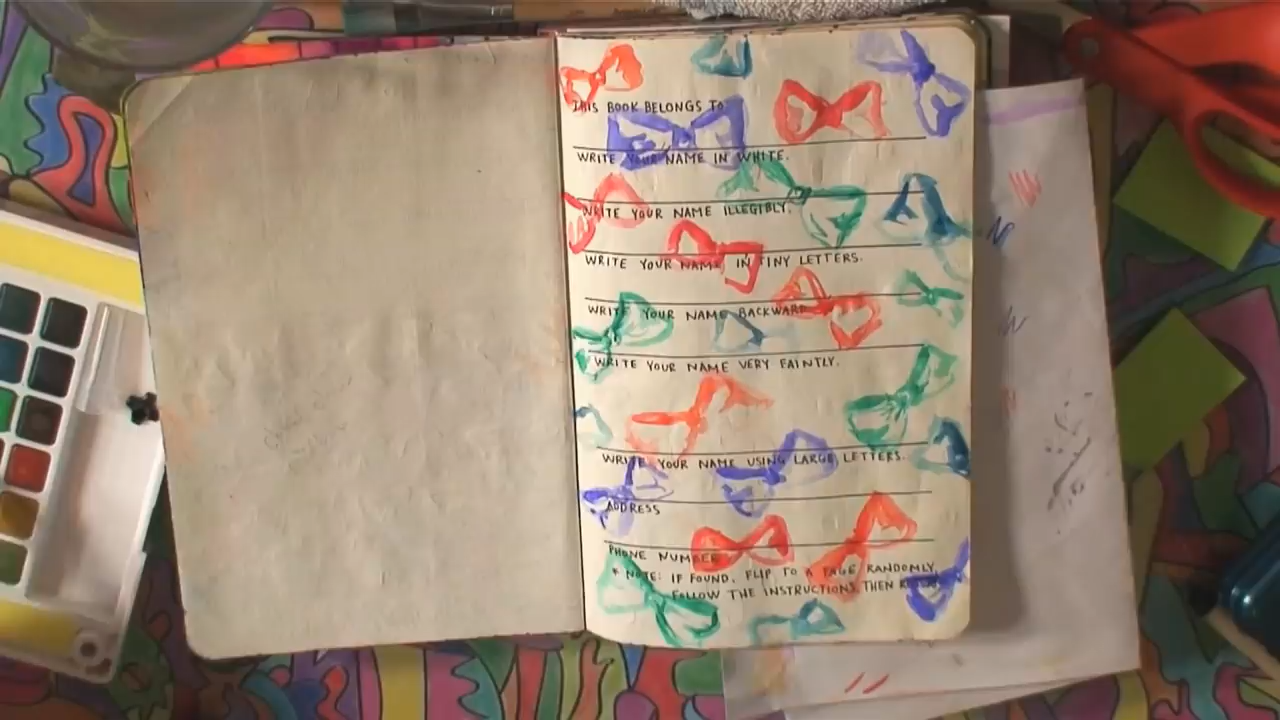 THIS BOOK BELONGS TO
WRITE YOUR NAME IN WHITE.
WRITE YOUR NAME ILLEGIBLY.
WRITE YOUR NAME IN TINY LETTERS.
WRITE YOUR NAME BACKWARD
WRITE YOUR NAME VERY FAINTLY.
WRITE YOUR NAME USING LARGE LETTERS.
ADDRESS
PHONE NUMBER
* NOTE: IF FOUND, FLIP TO A PAGE RANDOMLY
FOLLOW THE INSTRUCTIONS, THEN